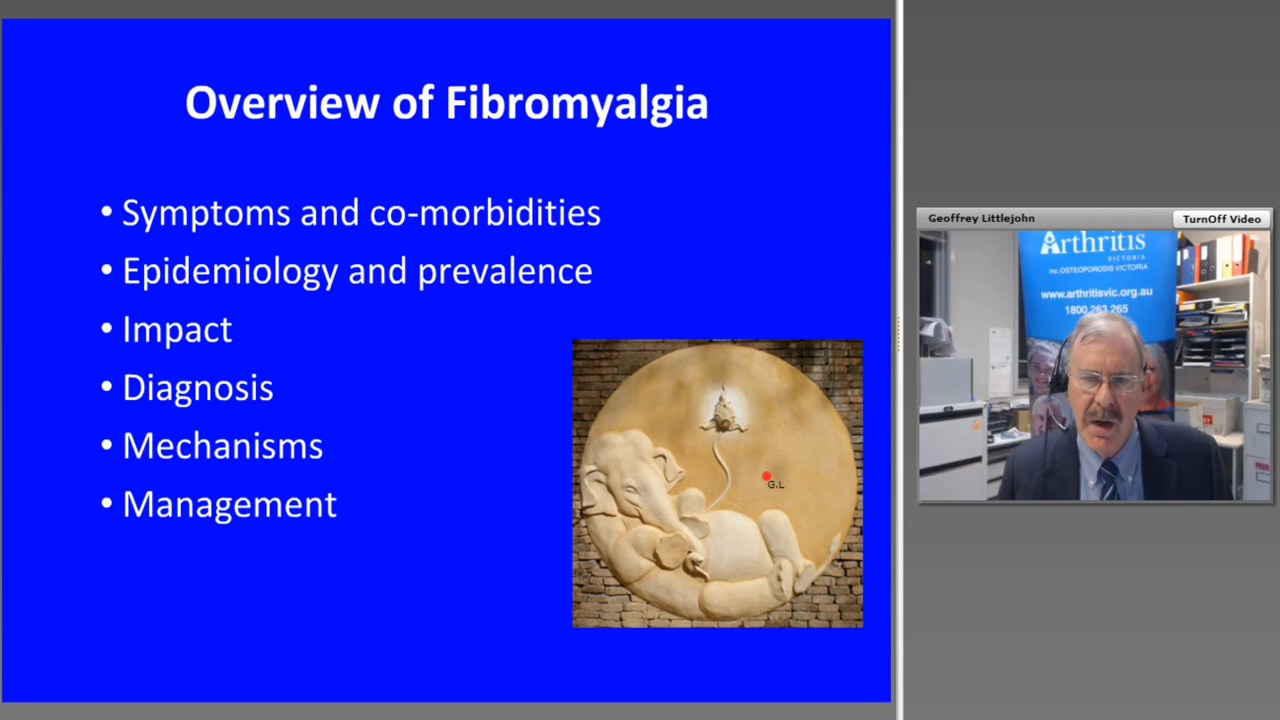 Overview of Fibromyalgia
• Symptoms and co-morbidities
• Epidemiology and prevalence
• Impact
• Diagnosis
• Mechanisms
• Management
G.L
Geoffrey Littlejohn
TurnOff Video
Arthritis
VICTORIA
inc OSTEOPOROSIS VICTORIA
www.arthritisvic.org.au
1800 263 265